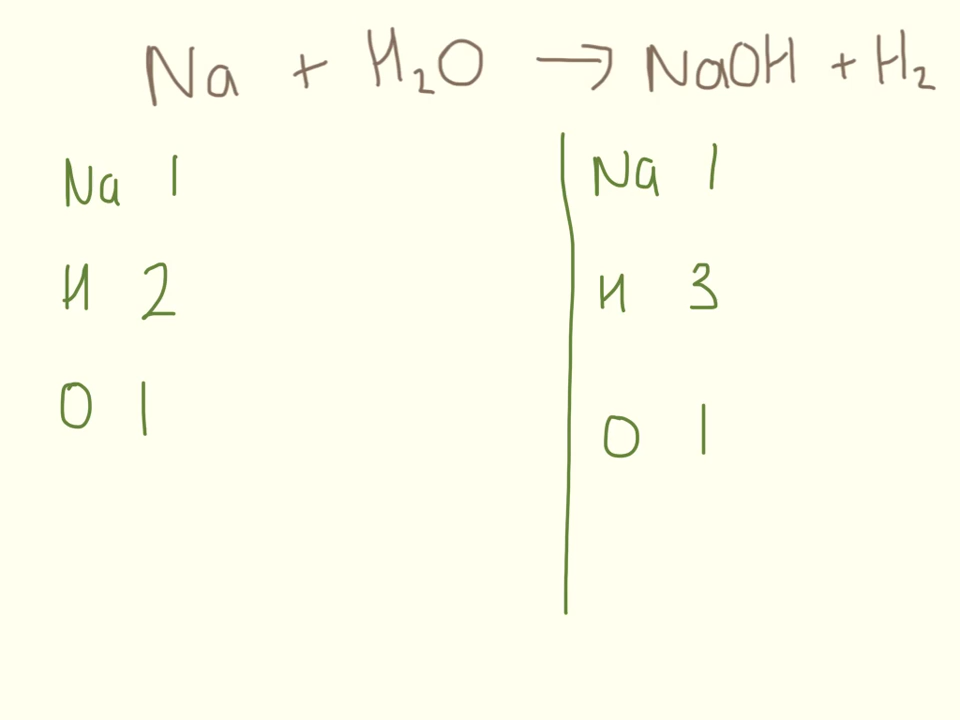 Na + H₂O → NaOH + H₂
Na 1 Na 1
H 2 H 3
O 1 O 1